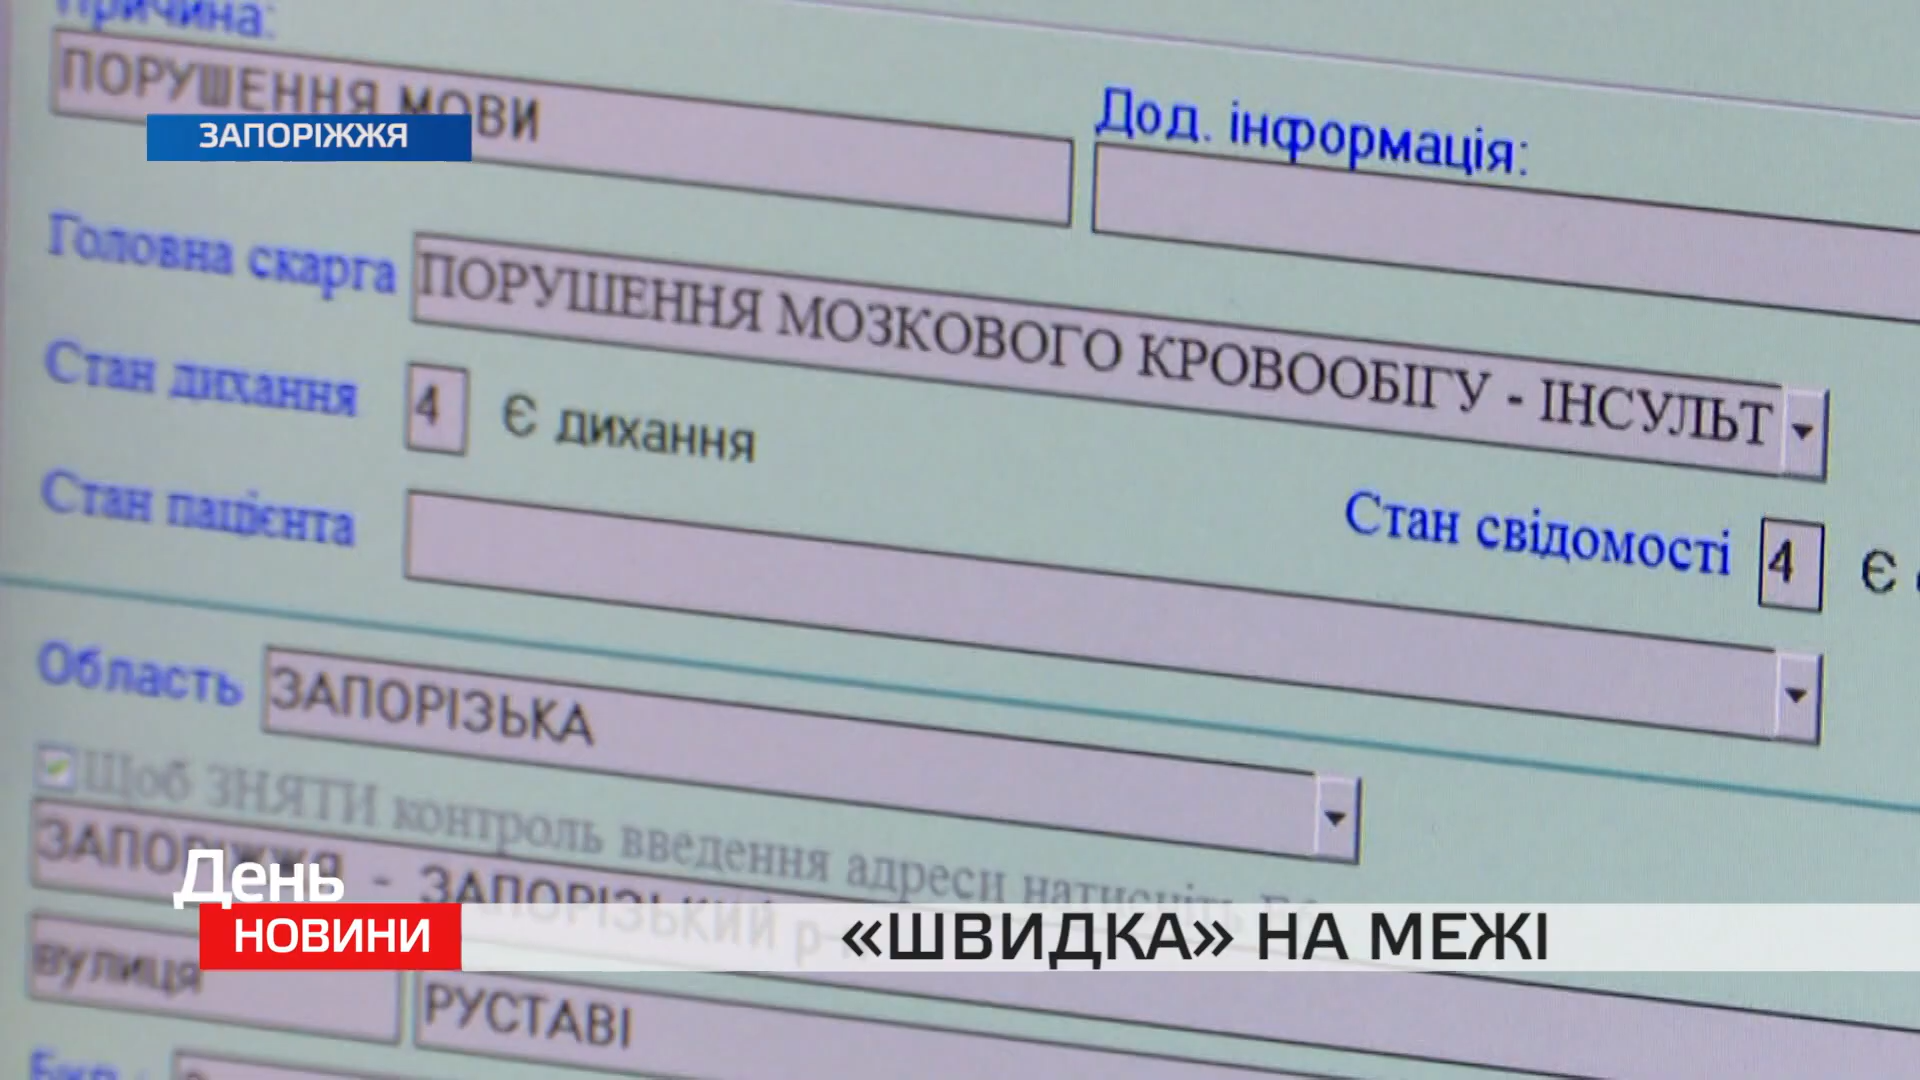 Причина:
ПОРУШЕННЯ МОВИ
ЗАПОРІЖЖЯ
Дод. інформація:
Головна скарга ПОРУШЕННЯ МОЗКОВОГО КРОВООБІГУ - ІНСУЛЬТ
Стан дихання 4 Є дихання
Стан свідомості 4 Є
Стан пацієнта
Область ЗАПОРІЗЬКА
Щоб ЗНЯТИ контроль введення адреси натисніть
ЗАПОРІЖЖЯ - ЗАПОРІЗЬКИЙ р
День
НОВИНИ
«ШВИДКА» НА МЕЖІ
вулиця РУСТАВІ